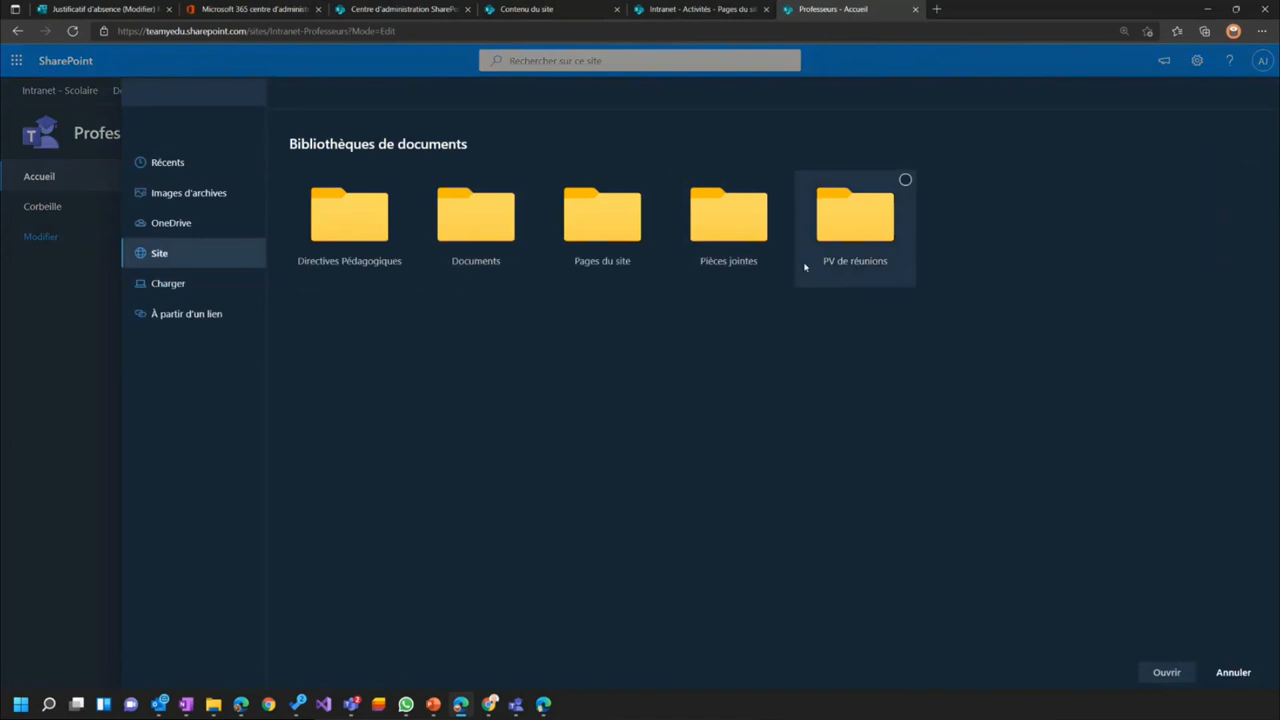 Justificatif d'absence (Modifier)
Microsoft 365 centre d'administ
Centre d'administration SharePo
Contenu du site
Intranet - Activités - Pages du si
Professeurs - Accueil
https://teamyedu.sharepoint.com/sites/Intranet-Professeurs?Mode=Edit
SharePoint
Rechercher sur ce site
AJ
Intranet - Scolaire
Profes
Accueil
Corbeille
Modifier
Récents
Images d'archives
OneDrive
Site
Charger
À partir d'un lien
Bibliothèques de documents
Directives Pédagogiques
Documents
Pages du site
Pièces jointes
PV de réunions
Ouvrir
Annuler